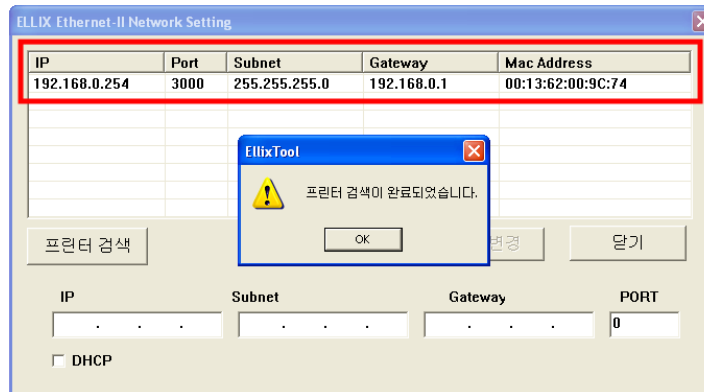 ELLIX Ethernet-II Network Setting
IP Port Subnet Gateway Mac Address
192.168.0.254 3000 255.255.255.0 192.168.0.1 00:13:62:00:9C:74
EllixTool
프린터 검색이 완료되었습니다.
OK
프린터 검색 변경 닫기
IP Subnet Gateway PORT
. . . . . . . . . 0
DHCP